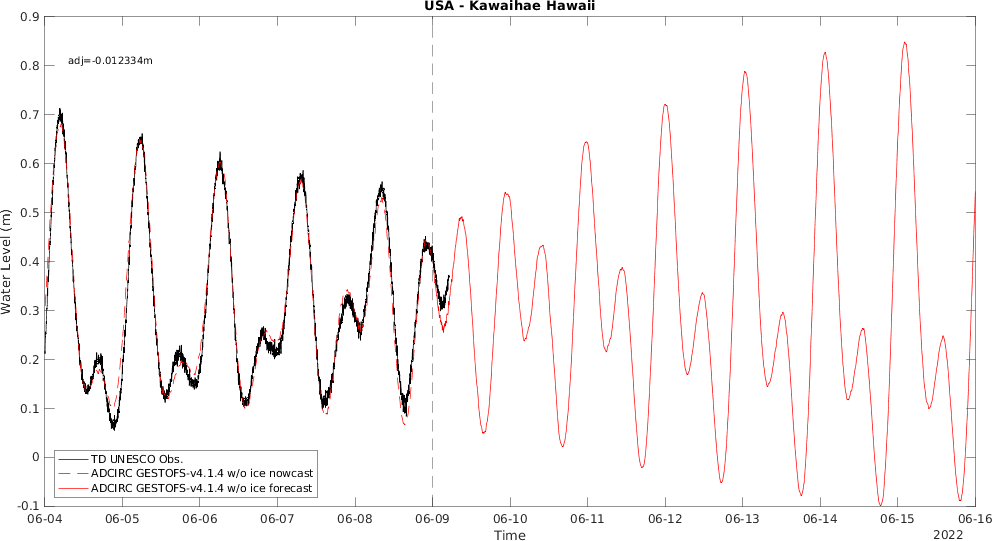 USA - Kawaihae Hawaii
0.9
adj=-0.012334m
0.8
0.7
0.6
0.5
0.4
0.3
0.2
0.1
0
-0.1
Water Level (m)
TD UNESCO Obs.
ADCIRC GESTOFS-v4.1.4 w/o ice nowcast
ADCIRC GESTOFS-v4.1.4 w/o ice forecast
06-04 06-05 06-06 06-07 06-08 06-09 06-10 06-11 06-12 06-13 06-14 06-15 06-16
Time
2022